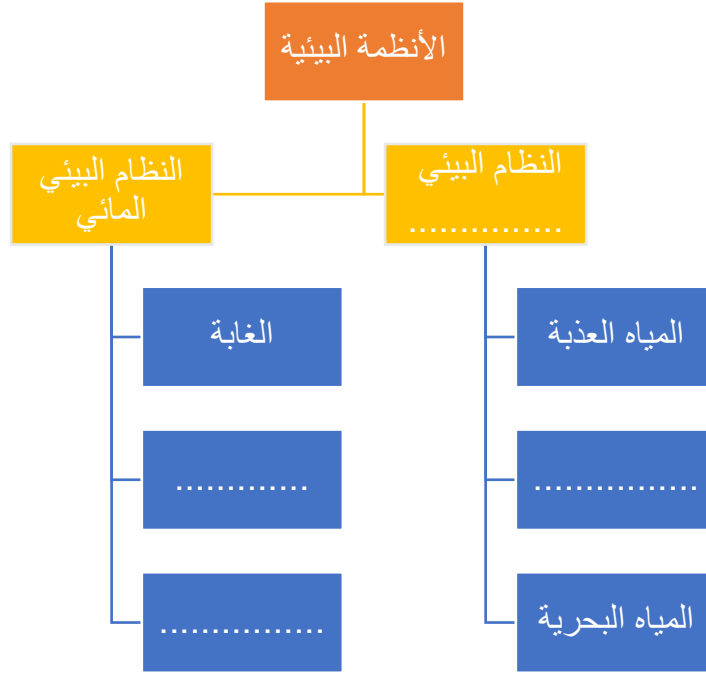 الأنظمة البيئية
النظام البيئي
...............
النظام البيئي
المائي
المياه العذبة
................
المياه البحرية
الغابة
.............
................